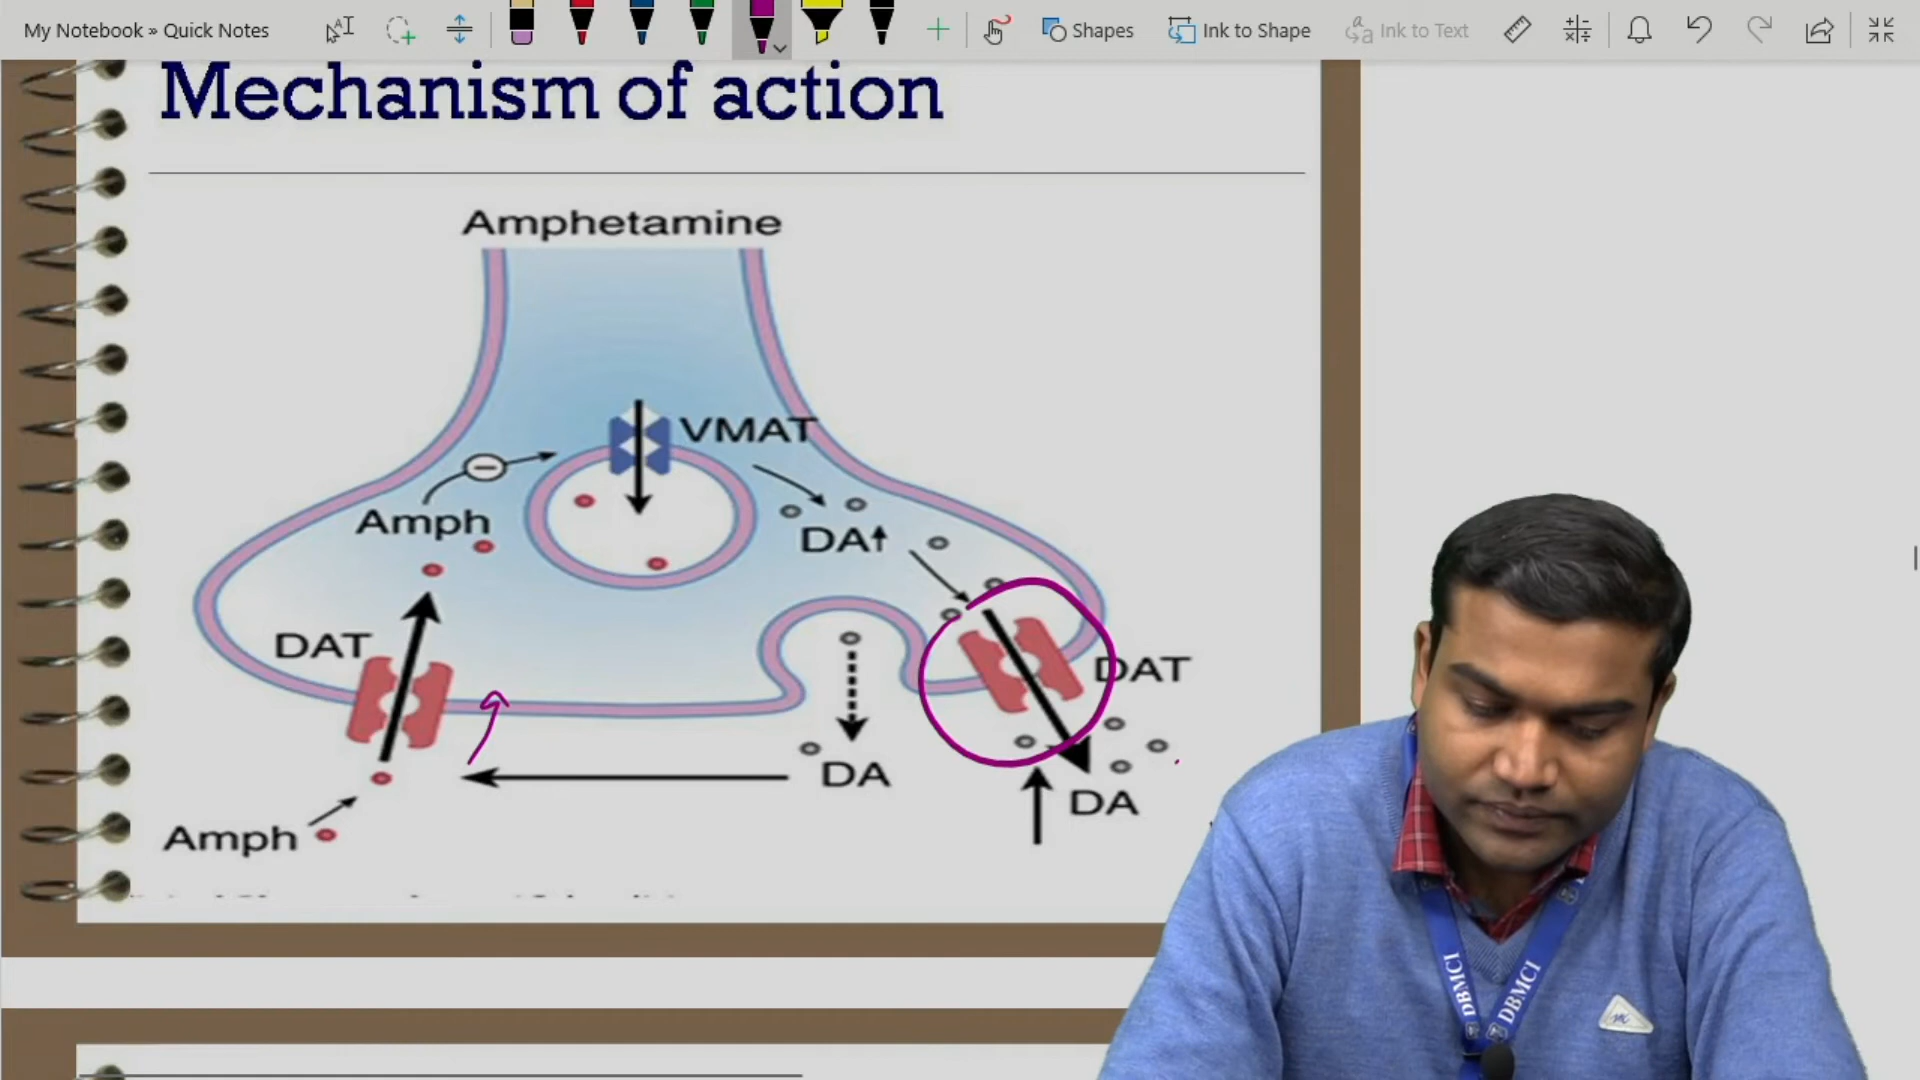 My Notebook » Quick Notes
Shapes
Ink to Shape
Ink to Text
Mechanism of action
Amphetamine
VMAT
Amph
DA↑
DAT
DAT
DA
DA
Amph
DBMCI
DBMCI